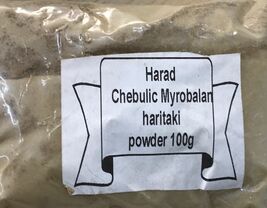 Harad
Chebulic Myrobalan
haritaki
powder 100g